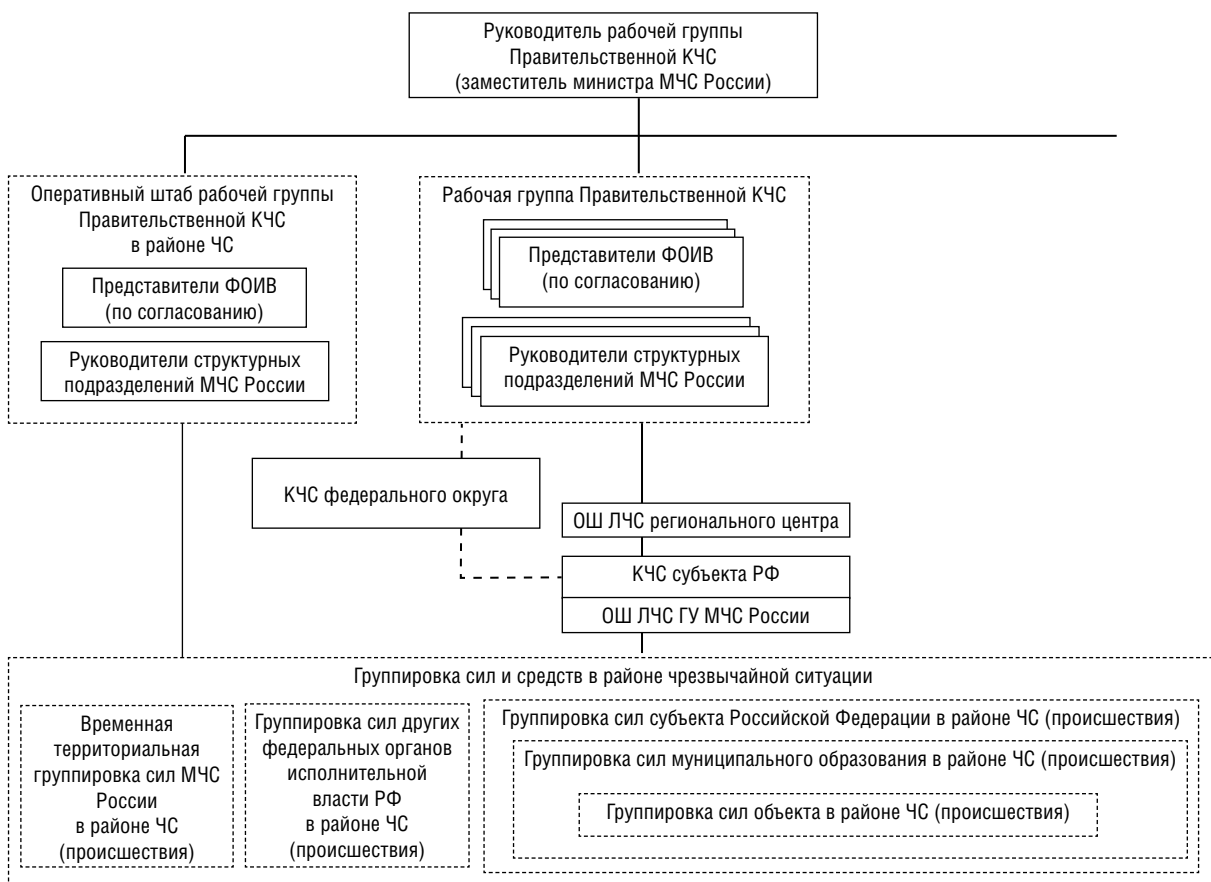 Руководитель рабочей группы
Правительственной КЧС
(заместитель министра МЧС России)
Оперативный штаб рабочей группы
Правительственной КЧС
в районе ЧС
Представители ФОИВ
(по согласованию)
Руководители структурных
подразделений МЧС России
Рабочая группа Правительственной КЧС
Представители ФОИВ
(по согласованию)
Руководители структурных
подразделений МЧС России
КЧС федерального округа
ОШ ЛЧС регионального центра
КЧС субъекта РФ
ОШ ЛЧС ГУ МЧС России
Группировка сил и средств в районе чрезвычайной ситуации
Временная
территориальная
группировка сил МЧС
России
в районе ЧС
(происшествия)
Группировка сил других
федеральных органов
исполнительной
власти РФ
в районе ЧС
(происшествия)
Группировка сил субъекта Российской Федерации в районе ЧС (происшествия)
Группировка сил муниципального образования в районе ЧС (происшествия)
Группировка сил объекта в районе ЧС (происшествия)